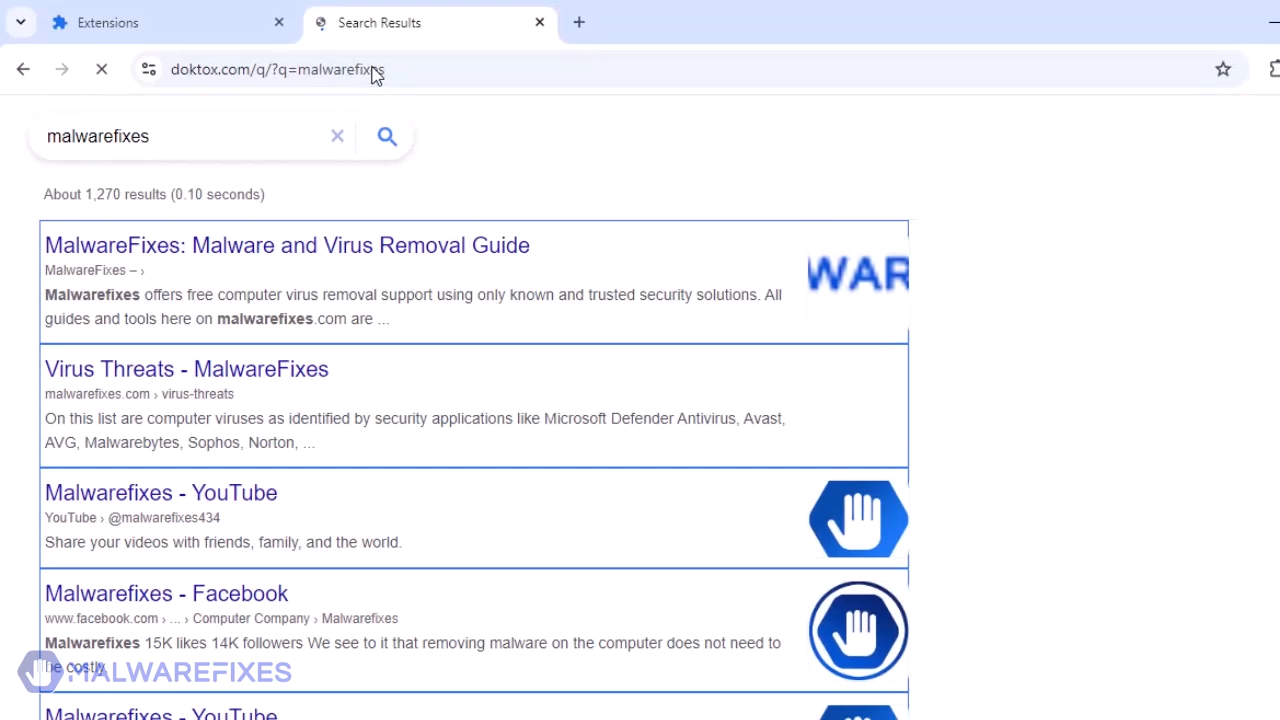 Extensions
Search Results
doktox.com/q/?q=malwarefixes
malwarefixes
About 1,270 results (0.10 seconds)
MalwareFixes: Malware and Virus Removal Guide
MalwareFixes – ›
Malwarefixes offers free computer virus removal support using only known and trusted security solutions. All
guides and tools here on malwarefixes.com are ...
WAR
Virus Threats - MalwareFixes
malwarefixes.com › virus-threats
On this list are computer viruses as identified by security applications like Microsoft Defender Antivirus, Avast,
AVG, Malwarebytes, Sophos, Norton, ...
Malwarefixes - YouTube
YouTube › @malwarefixes434
Share your videos with friends, family, and the world.
Malwarefixes - Facebook
www.facebook.com › ... › Computer Company › Malwarefixes
Malwarefixes 15K likes 14K followers We see to it that removing malware on the computer does not need to
be costly
MALWAREFIXES
Malwarefixes - YouTube